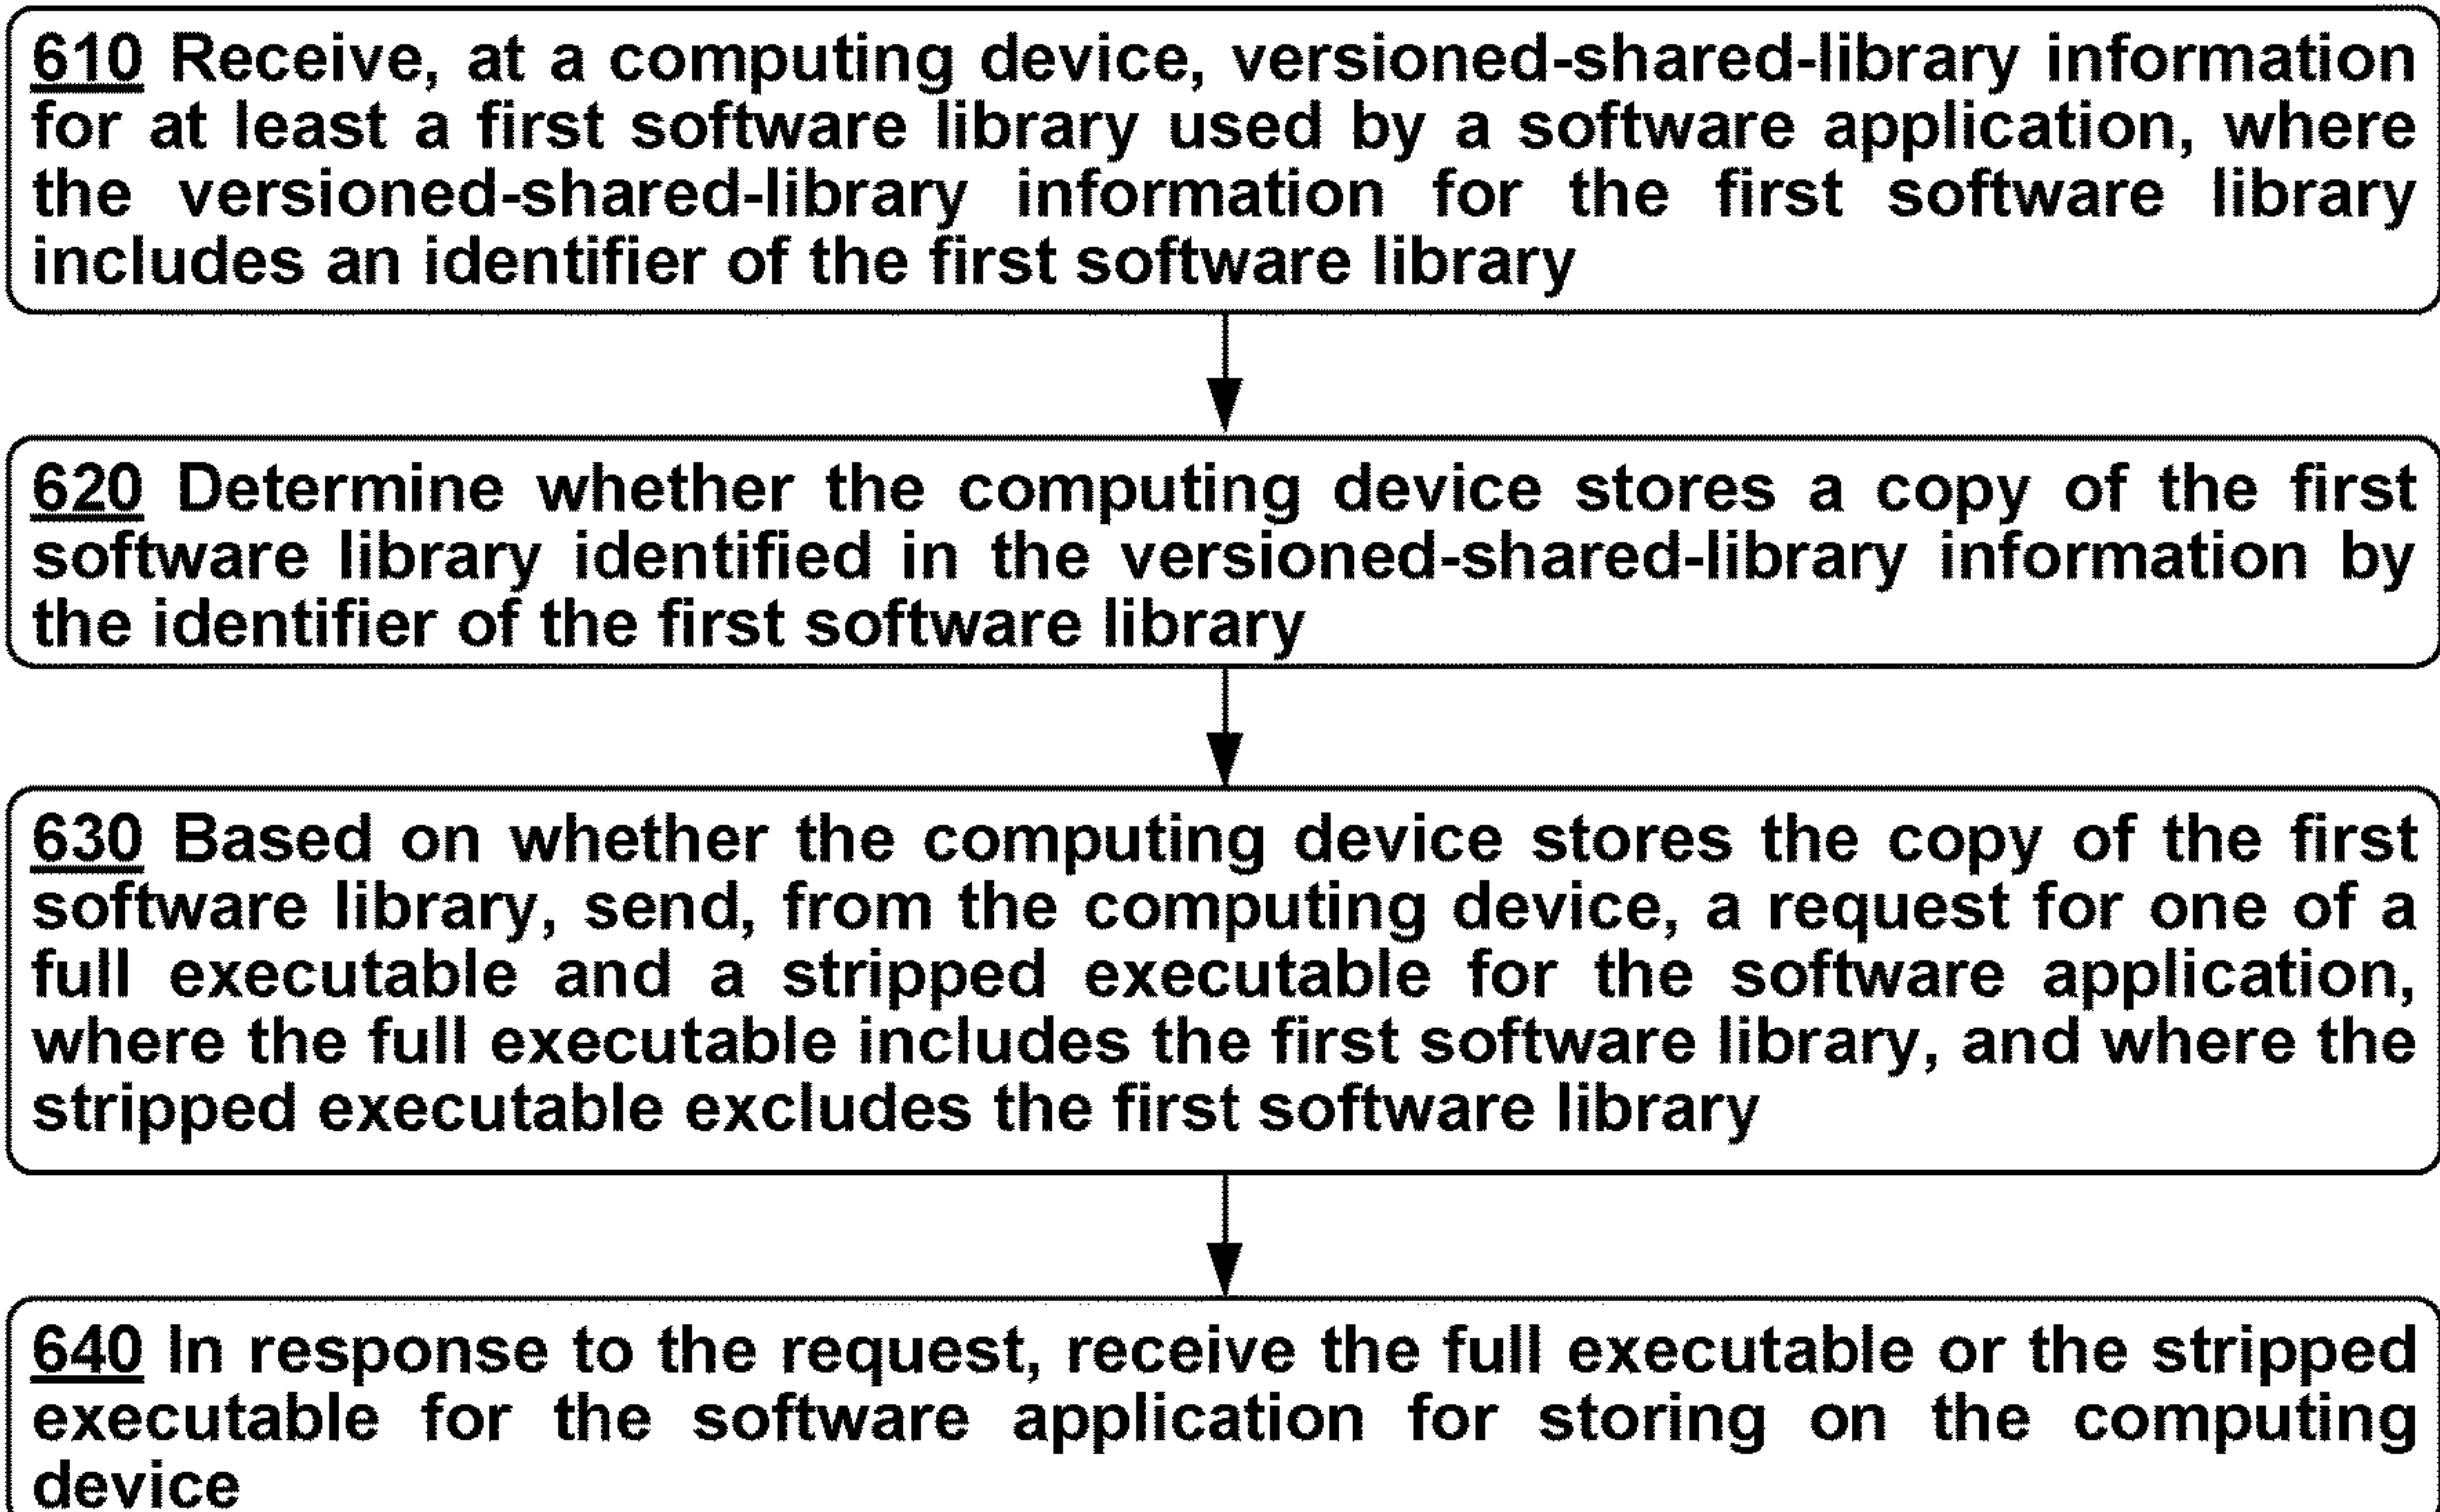 610 Receive, at a computing device, versioned-shared-library information
for at least a first software library used by a software application, where
the versioned-shared-library information for the first software library
includes an identifier of the first software library
620 Determine whether the computing device stores a copy of the first
software library identified in the versioned-shared-library information by
the identifier of the first software library
630 Based on whether the computing device stores the copy of the first
software library, send, from the computing device, a request for one of a
full executable and a stripped executable for the software application,
where the full executable includes the first software library, and where the
stripped executable excludes the first software library
640 In response to the request, receive the full executable or the stripped
executable for the software application for storing on the computing
device